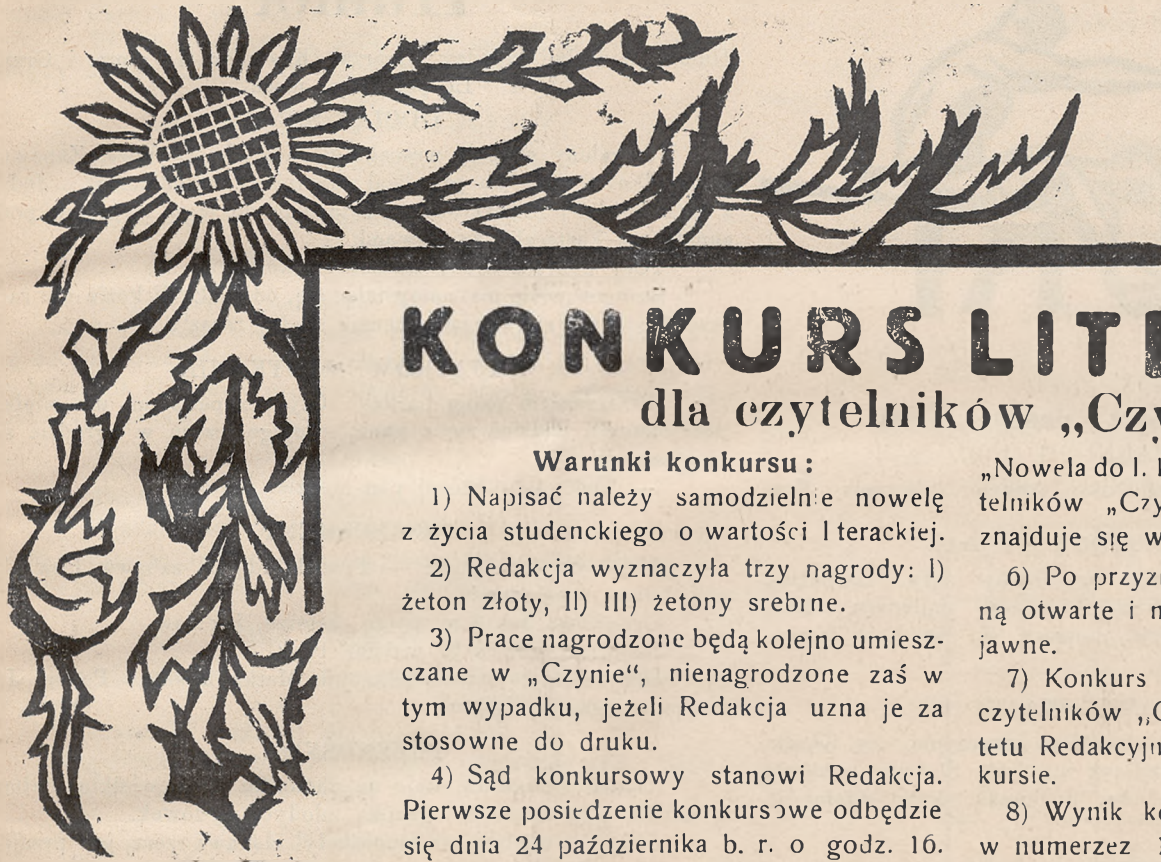 KONKURS LITE
dla czytelników „Czy
Warunki konkursu:
1) Napisać należy samodzielnie nowelę
z życia studenckiego o wartości literackiej.
2) Redakcja wyznaczyła trzy nagrody: I)
żeton złoty, II) III) żetony srebrne.
3) Prace nagrodzone będą kolejno umiesz-
czane w „Czynie“, nienagrodzone zaś w
tym wypadku, jeżeli Redakcja uzna je za
stosowne do druku.
4) Sąd konkursowy stanowi Redakcja.
Pierwsze posiedzenie konkursowe odbędzie
się dnia 24 października b. r. o godz. 16.
„Nowela do I.
telników „Czy
znajduje się w
6) Po przyz
ną otwarte i n
jawne.
7) Konkurs
czytelników „C
tetu Redakcyjn
kursie.
8) Wynik ko
w numerze